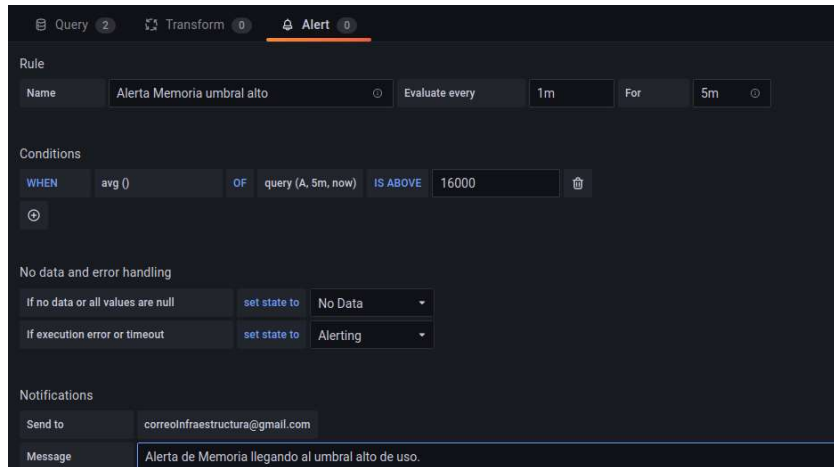 Query 2 Transform 0 Alert 0
Rule
Name Alerta Memoria umbral alto Evaluate every 1m For 5m
Conditions
WHEN avg () OF query (A, 5m, now) IS ABOVE 16000
No data and error handling
If no data or all values are null set state to No Data
If execution error or timeout set state to Alerting
Notifications
Send to correoInfraestructura@gmail.com
Message Alerta de Memoria llegando al umbral alto de uso.